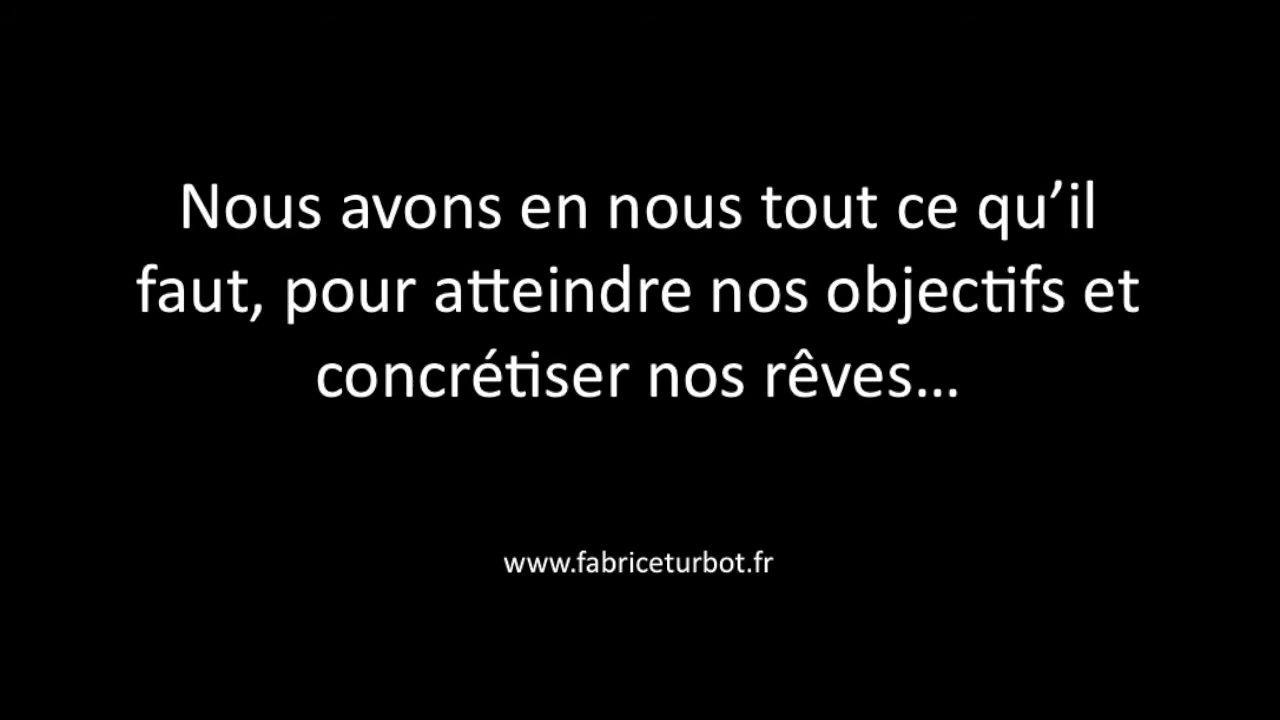 Nous avons en nous tout ce qu’il
faut, pour atteindre nos objectifs et
concrétiser nos rêves…
www.fabriceturbot.fr